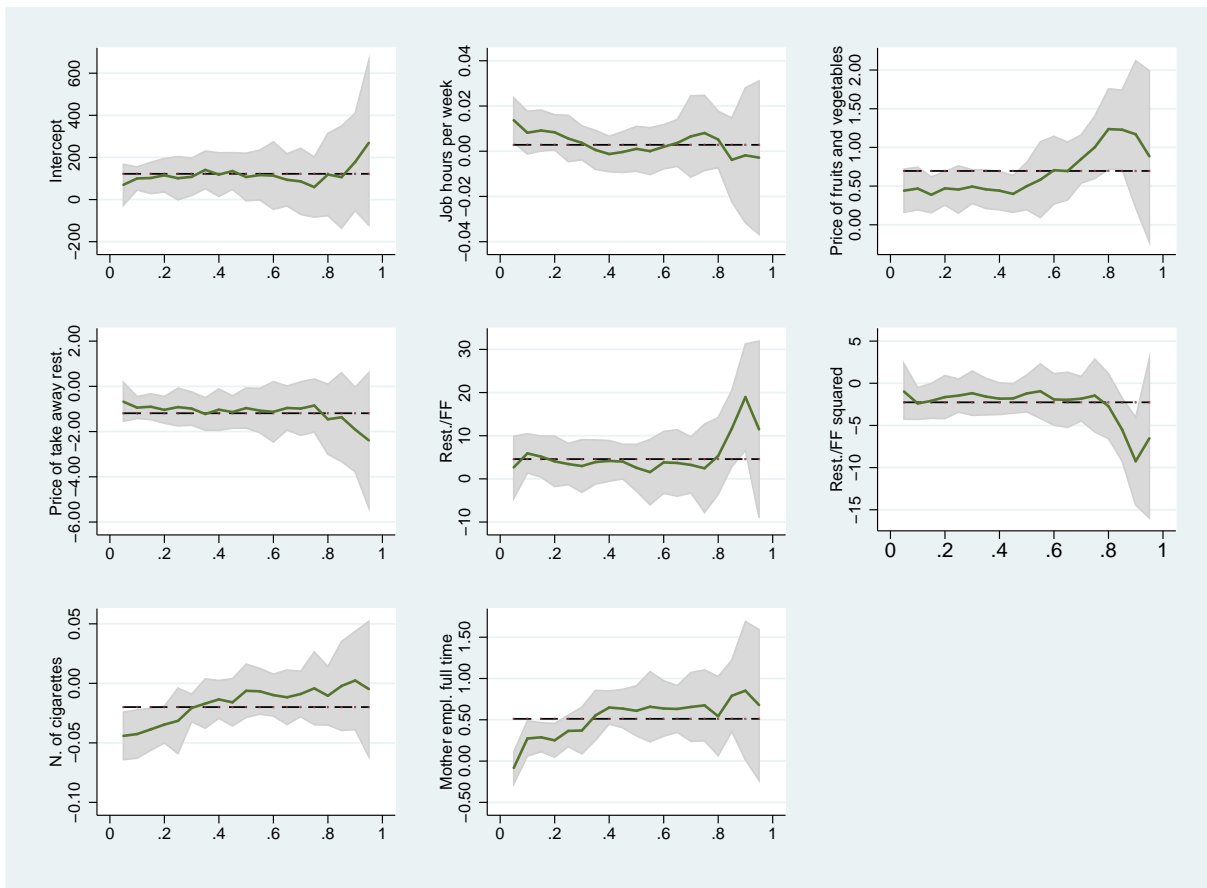 Intercept
600
400
200
0
−200
0 .2 .4 .6 .8 1
Job hours per week
0.04
0.02
0.00
−0.02
−0.04
0 .2 .4 .6 .8 1
Price of fruits and vegetables
2.00
1.50
1.00
0.50
0.00
0 .2 .4 .6 .8 1
Price of take away rest.
2.00
0.00
−2.00
−4.00
−6.00
0 .2 .4 .6 .8 1
Rest./FF
30
20
10
0
−10
0 .2 .4 .6 .8 1
Rest./FF squared
5
0
−5
−10
−15
0 .2 .4 .6 .8 1
N. of cigarettes
0.05
0.00
−0.05
−0.10
0 .2 .4 .6 .8 1
Mother empl. full time
1.50
1.00
0.50
0.00
−0.50
0 .2 .4 .6 .8 1